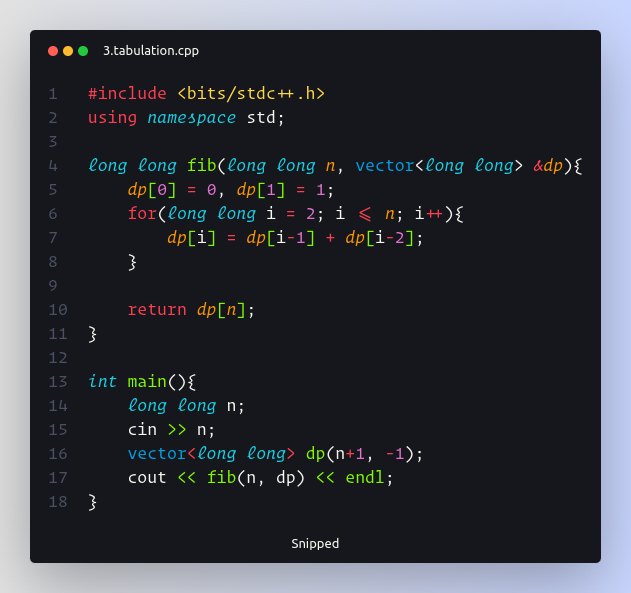 3.tabulation.cpp
1 #include <bits/stdc++.h>
2 using namespace std;
3
4 long long fib(long long n, vector<long long> &dp){
5     dp[0] = 0, dp[1] = 1;
6     for(long long i = 2; i <= n; i++){
7         dp[i] = dp[i-1] + dp[i-2];
8     }
9
10     return dp[n];
11 }
12
13 int main(){
14     long long n;
15     cin >> n;
16     vector<long long> dp(n+1, -1);
17     cout << fib(n, dp) << endl;
18 }
Snipped